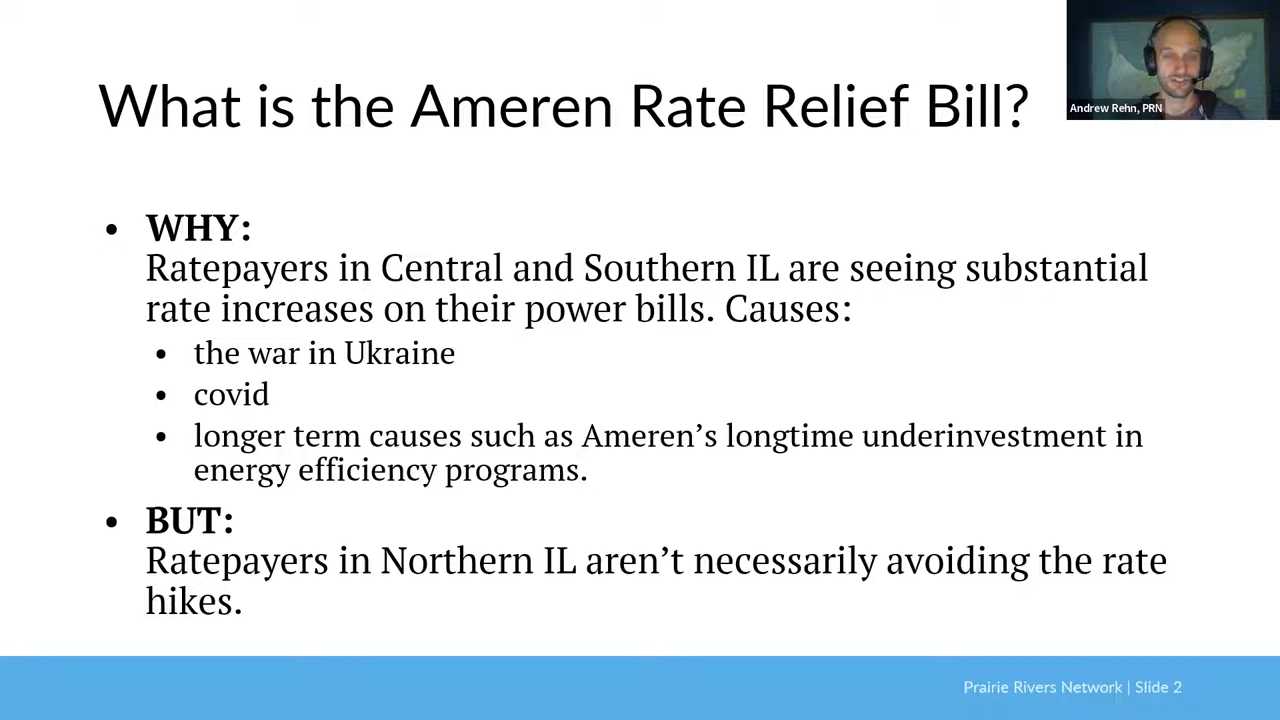 What is the Ameren Rate Relief Bill?
Andrew Rehn, PRN
• WHY:
Ratepayers in Central and Southern IL are seeing substantial
rate increases on their power bills. Causes:
• the war in Ukraine
• covid
• longer term causes such as Ameren’s longtime underinvestment in
energy efficiency programs.
• BUT:
Ratepayers in Northern IL aren’t necessarily avoiding the rate
hikes.
Prairie Rivers Network | Slide 2